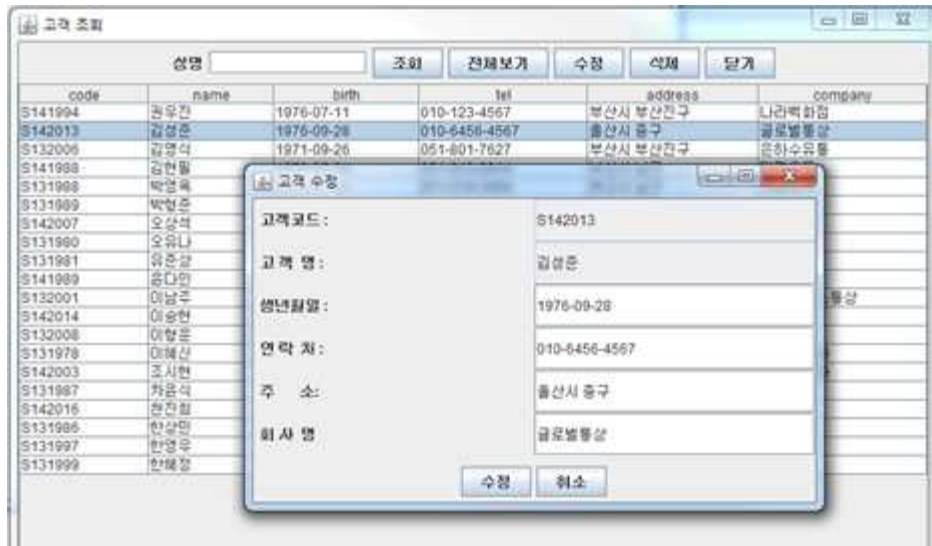 고객 조회
성명 조회 전체보기 수정 삭제 닫기
code name birth tel address company
S141994 권우진 1976-07-11 010-123-4567 부산시 부산진구 나라백화점
S142013 김성준 1976-09-28 010-6456-4567 울산시 중구 글로벌통상
S132006 김영식 1971-09-26 051-801-7627 부산시 부산진구 은하수유통
S141988 김현필
S131988 박영옥
S131989 박형준
S142007 오상석
S131980 오유나
S131981 유준상
S141989 윤다인
S132001 이남주 통상
S142014 이승현
S132008 이형운
S131978 이혜산
S142003 조시현
S131987 차윤식
S142016 천진희
S131986 한상민
S131997 한영우
S131999 한혜정
고객 수정
고객코드 : S142013
고객 명 : 김성준
생년월일 : 1976-09-28
연락 처 : 010-6456-4567
주 소: 울산시 중구
회 사 명 글로벌통상
수정 취소